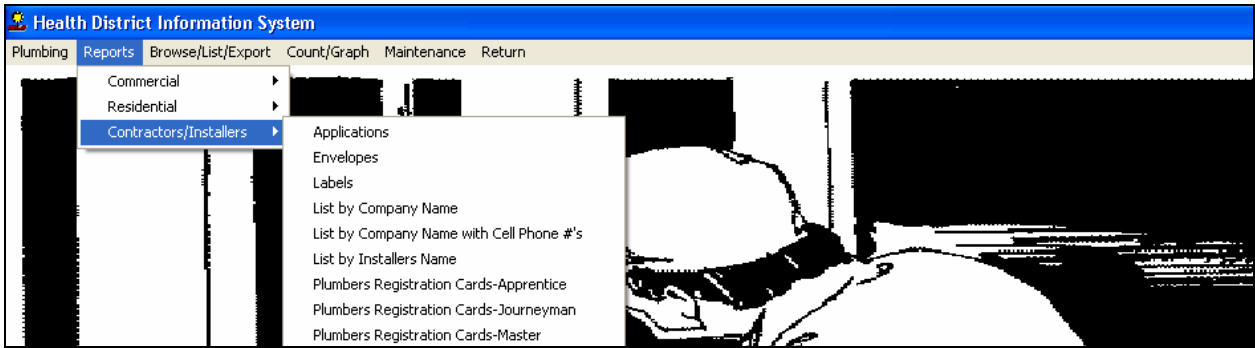 Health District Information System
Plumbing Reports Browse/List/Export Count/Graph Maintenance Return
Commercial
Residential
Contractors/Installers
Applications
Envelopes
Labels
List by Company Name
List by Company Name with Cell Phone #'s
List by Installers Name
Plumbers Registration Cards-Apprentice
Plumbers Registration Cards-Journeyman
Plumbers Registration Cards-Master